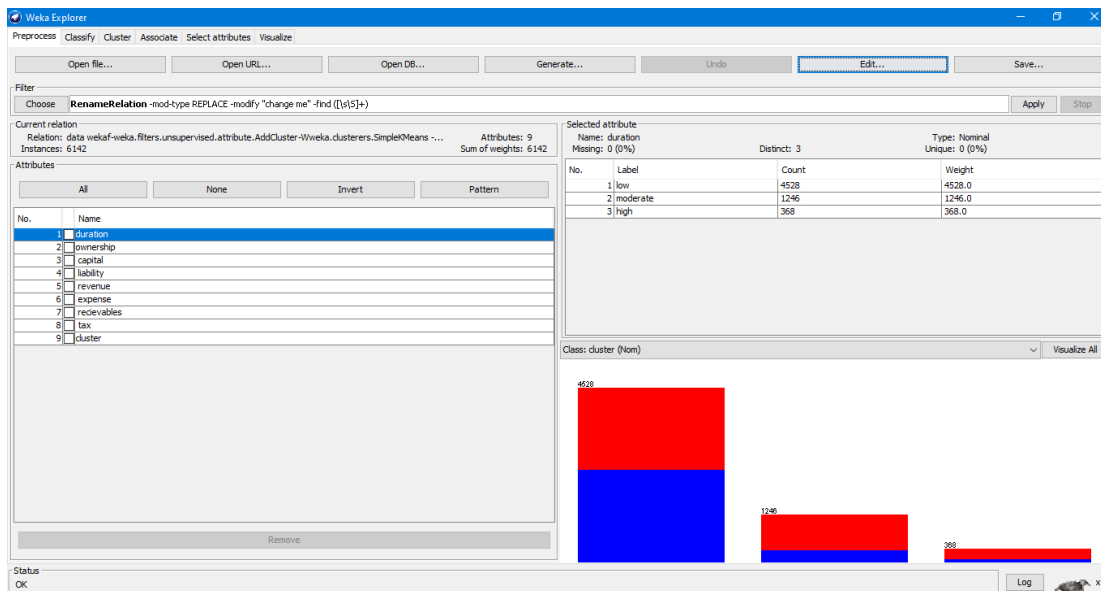 Weka Explorer
Preprocess Classify Cluster Associate Select attributes Visualize
Open file... Open URL... Open DB... Generate... Undo Edit... Save...
Filter
Choose RenameRelation -mod-type REPLACE -modify "change me" -find ([\s\S]+) Apply Stop
Current relation
Relation: data wekaf-weka.filters.unsupervised.attribute.AddCluster-Wweka.clusterers.SimpleKMeans -... Attributes: 9
Instances: 6142 Sum of weights: 6142
Attributes
All None Invert Pattern
No. Name
1 duration
2 ownership
3 capital
4 liability
5 revenue
6 expense
7 recievables
8 tax
9 cluster
Remove
Selected attribute
Name: duration Type: Nominal
Missing: 0 (0%) Distinct: 3 Unique: 0 (0%)
No. Label Count Weight
1 low 4528 4528.0
2 moderate 1246 1246.0
3 high 368 368.0
Class: cluster (Nom) Visualize All
4528
1246
368
Status
OK
Log x